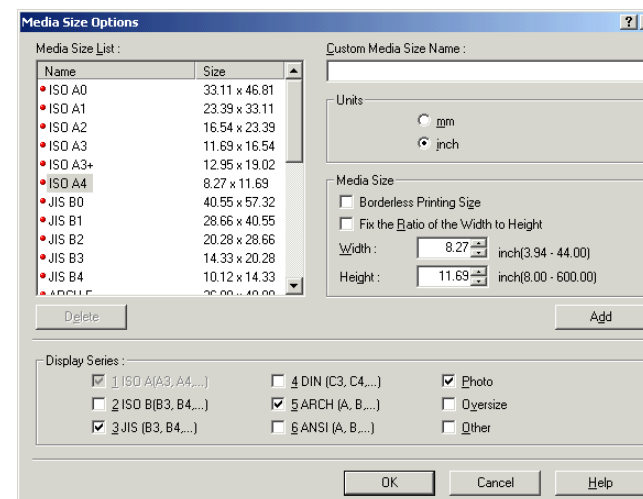 Media Size Options
Media Size List :
Name Size
ISO A0 33.11 x 46.81
ISO A1 23.39 x 33.11
ISO A2 16.54 x 23.39
ISO A3 11.69 x 16.54
ISO A3+ 12.95 x 19.02
ISO A4 8.27 x 11.69
JIS B0 40.55 x 57.32
JIS B1 28.66 x 40.55
JIS B2 20.28 x 28.66
JIS B3 14.33 x 20.28
JIS B4 10.12 x 14.33
Delete
Custom Media Size Name :
Units
mm
inch
Media Size
Borderless Printing Size
Fix the Ratio of the Width to Height
Width : 8.27 inch(3.94 - 44.00)
Height : 11.69 inch(8.00 - 600.00)
Add
Display Series :
1 ISO A(A3, A4,...) 4 DIN (C3, C4,...) Photo
2 ISO B(B3, B4,...) 5 ARCH (A, B,...) Oversize
3 JIS (B3, B4,...) 6 ANSI (A, B,...) Other
OK Cancel Help